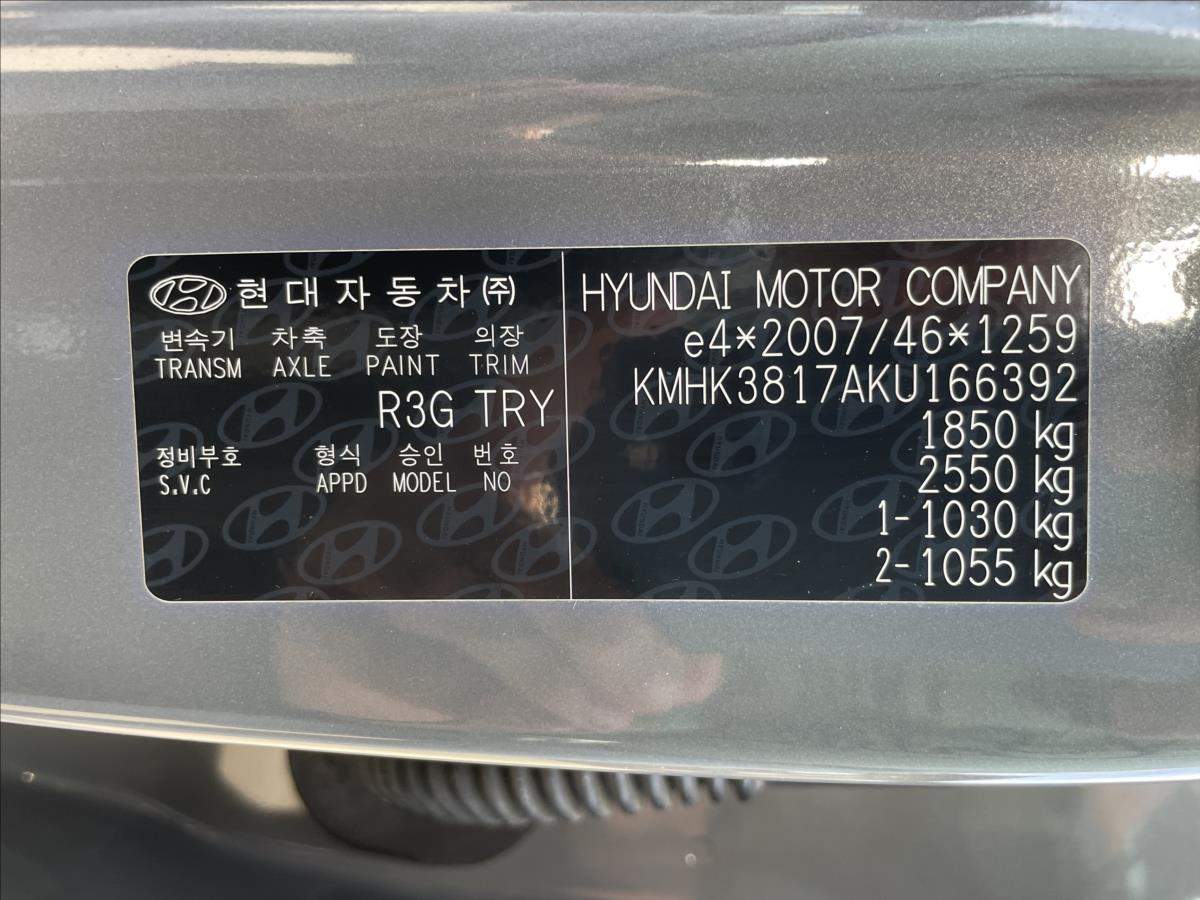 현대자동차㈜
변속기 차축 도장 의장
TRANSM AXLE PAINT TRIM
R3G TRY
정비부호 형식 승인 번호
S.V.C APPD MODEL NO
HYUNDAI MOTOR COMPANY
e4*2007/46*1259
KMHK3817AKU166392
1850 kg
2550 kg
1-1030 kg
2-1055 kg